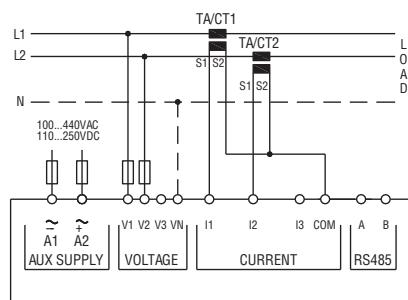 TA/CT1
L1
L2
TA/CT2
S1 S2
S1 S2
N
LOAD
100...440VAC
110...250VDC
~ ~
− +
A1 A2
V1 V2 V3 VN
I1 I2 I3 COM
A B
AUX SUPPLY
VOLTAGE
CURRENT
RS485